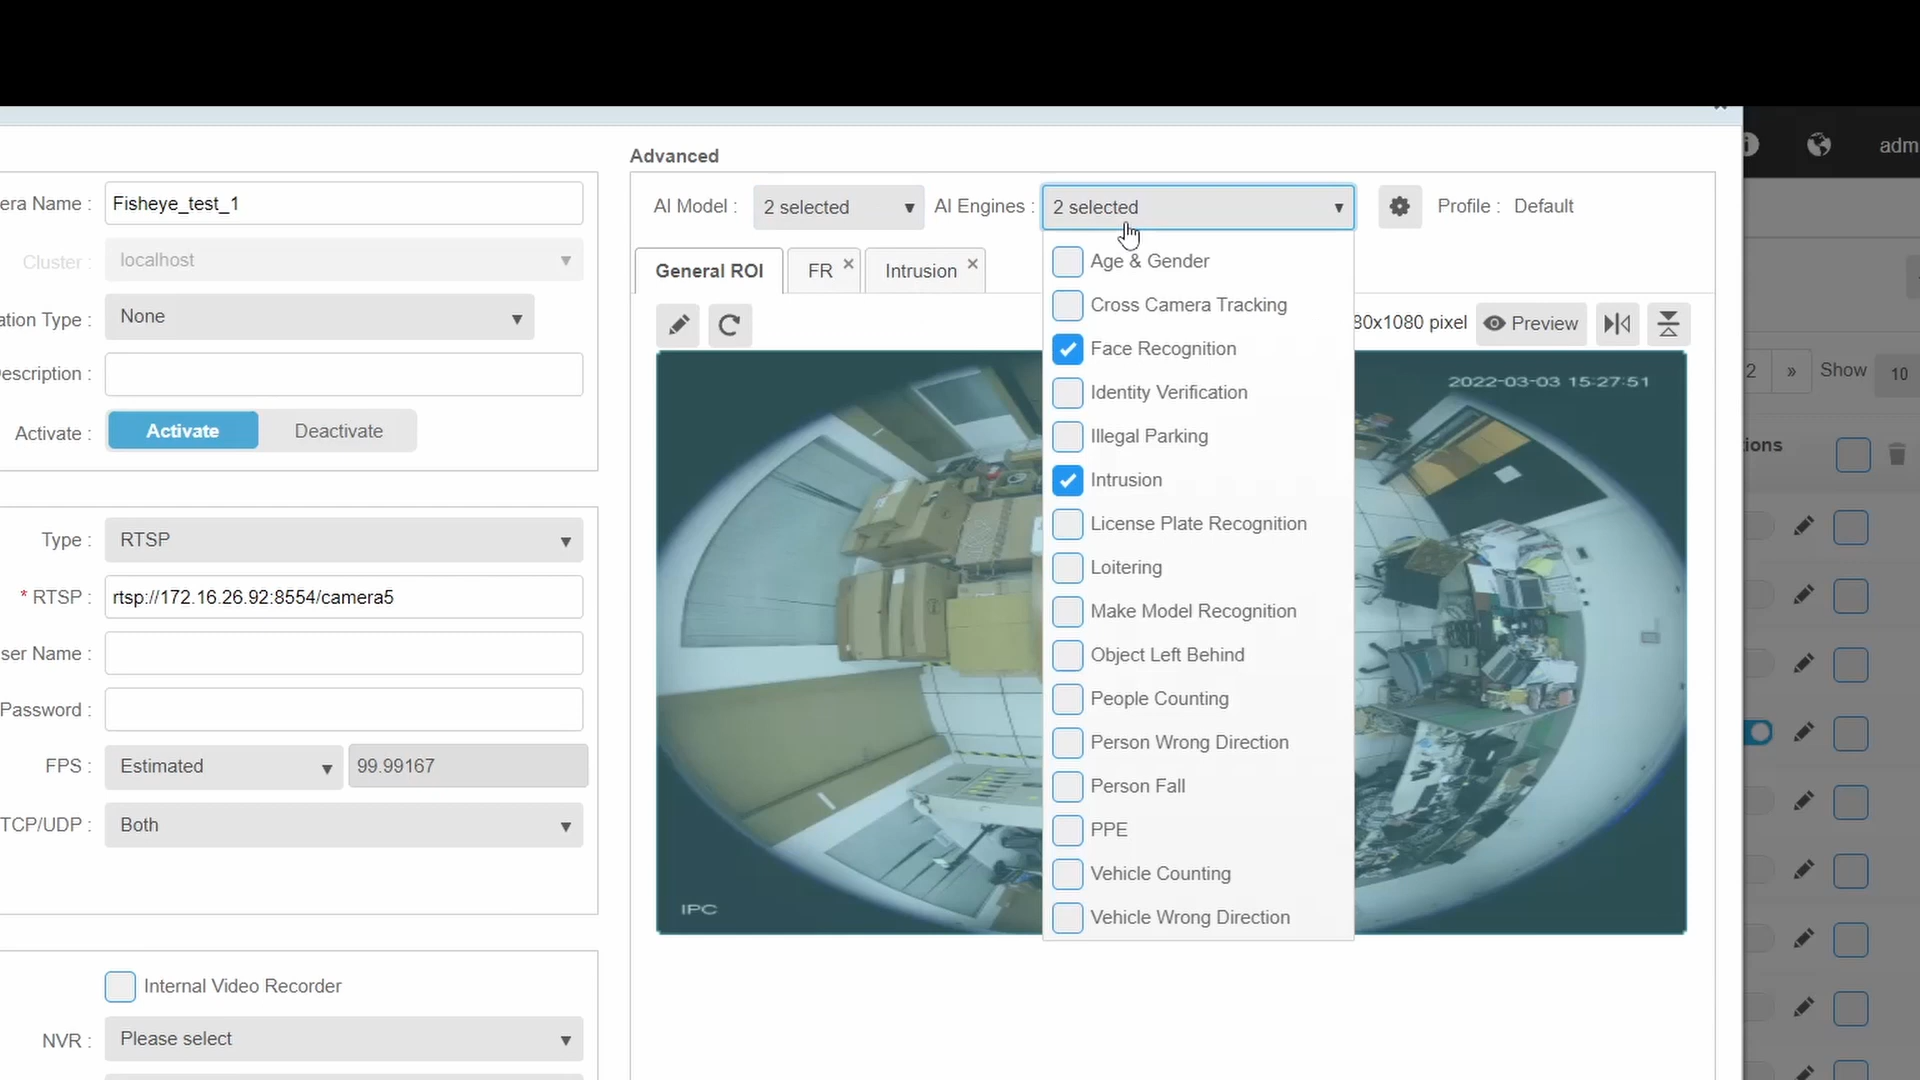 adm
Advanced
era Name :
Fisheye_test_1
Cluster :
localhost
ation Type :
None
escription :
Activate :
Activate
Deactivate
Type :
RTSP
* RTSP :
rtsp://172.16.26.92:8554/camera5
ser Name :
Password :
FPS :
Estimated
99.99167
TCP/UDP :
Both
Internal Video Recorder
NVR :
Please select
AI Model :
2 selected
AI Engines :
2 selected
Profile : Default
General ROI
FR
Intrusion
80x1080 pixel
Preview
Age & Gender
Cross Camera Tracking
Face Recognition
Identity Verification
Illegal Parking
Intrusion
License Plate Recognition
Loitering
Make Model Recognition
Object Left Behind
People Counting
Person Wrong Direction
Person Fall
PPE
Vehicle Counting
Vehicle Wrong Direction
2022-03-03 15:27:51
IPC
2
»
Show
10
ions